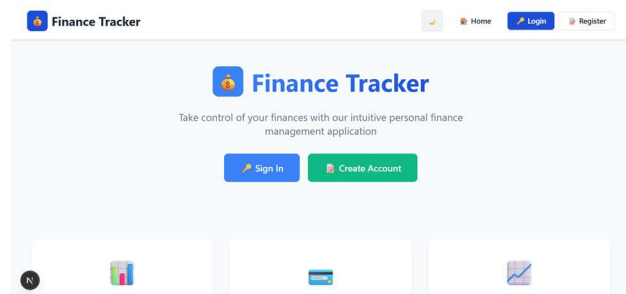 Finance Tracker
Home
Login
Register
Finance Tracker
Take control of your finances with our intuitive personal finance
management application
Sign In
Create Account
N